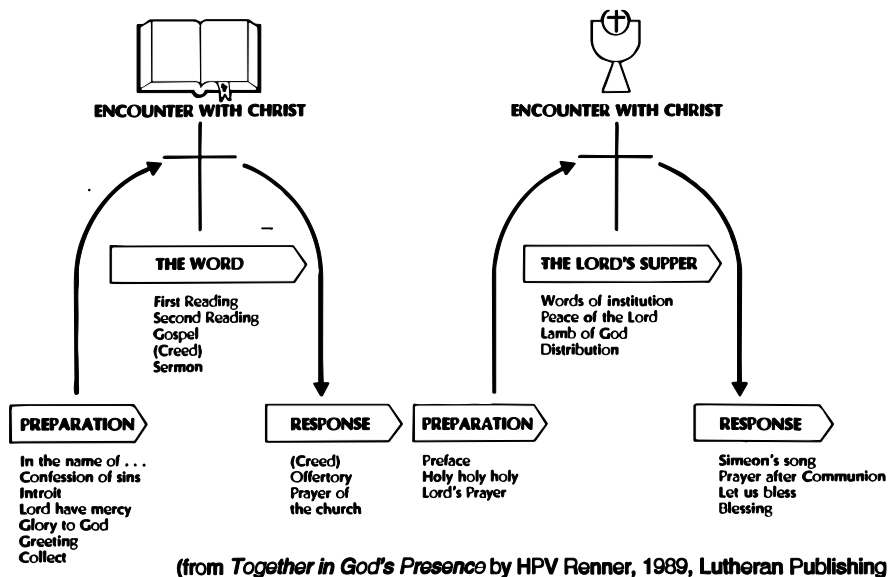 ENCOUNTER WITH CHRIST
THE WORD
First Reading
Second Reading
Gospel
(Creed)
Sermon
PREPARATION
In the name of . . .
Confession of sins
Introit
Lord have mercy
Glory to God
Greeting
Collect
RESPONSE
(Creed)
Offertory
Prayer of
the church
ENCOUNTER WITH CHRIST
THE LORD'S SUPPER
Words of institution
Peace of the Lord
Lamb of God
Distribution
PREPARATION
Preface
Holy holy holy
Lord's Prayer
RESPONSE
Simeon's song
Prayer after Communion
Let us bless
Blessing
(from Together in God's Presence by HPV Renner, 1989, Lutheran Publishing